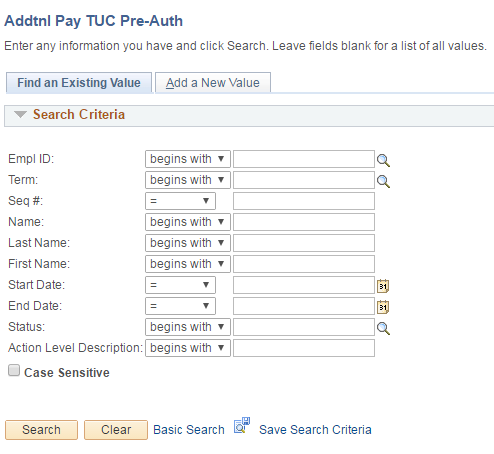 Addtnl Pay TUC Pre-Auth
Enter any information you have and click Search. Leave fields blank for a list of all values.
Find an Existing Value Add a New Value
Search Criteria
Empl ID: begins with
Term: begins with
Seq #: =
Name: begins with
Last Name: begins with
First Name: begins with
Start Date: = 31
End Date: = 31
Status: begins with
Action Level Description: begins with
Case Sensitive
Search Clear Basic Search Save Search Criteria